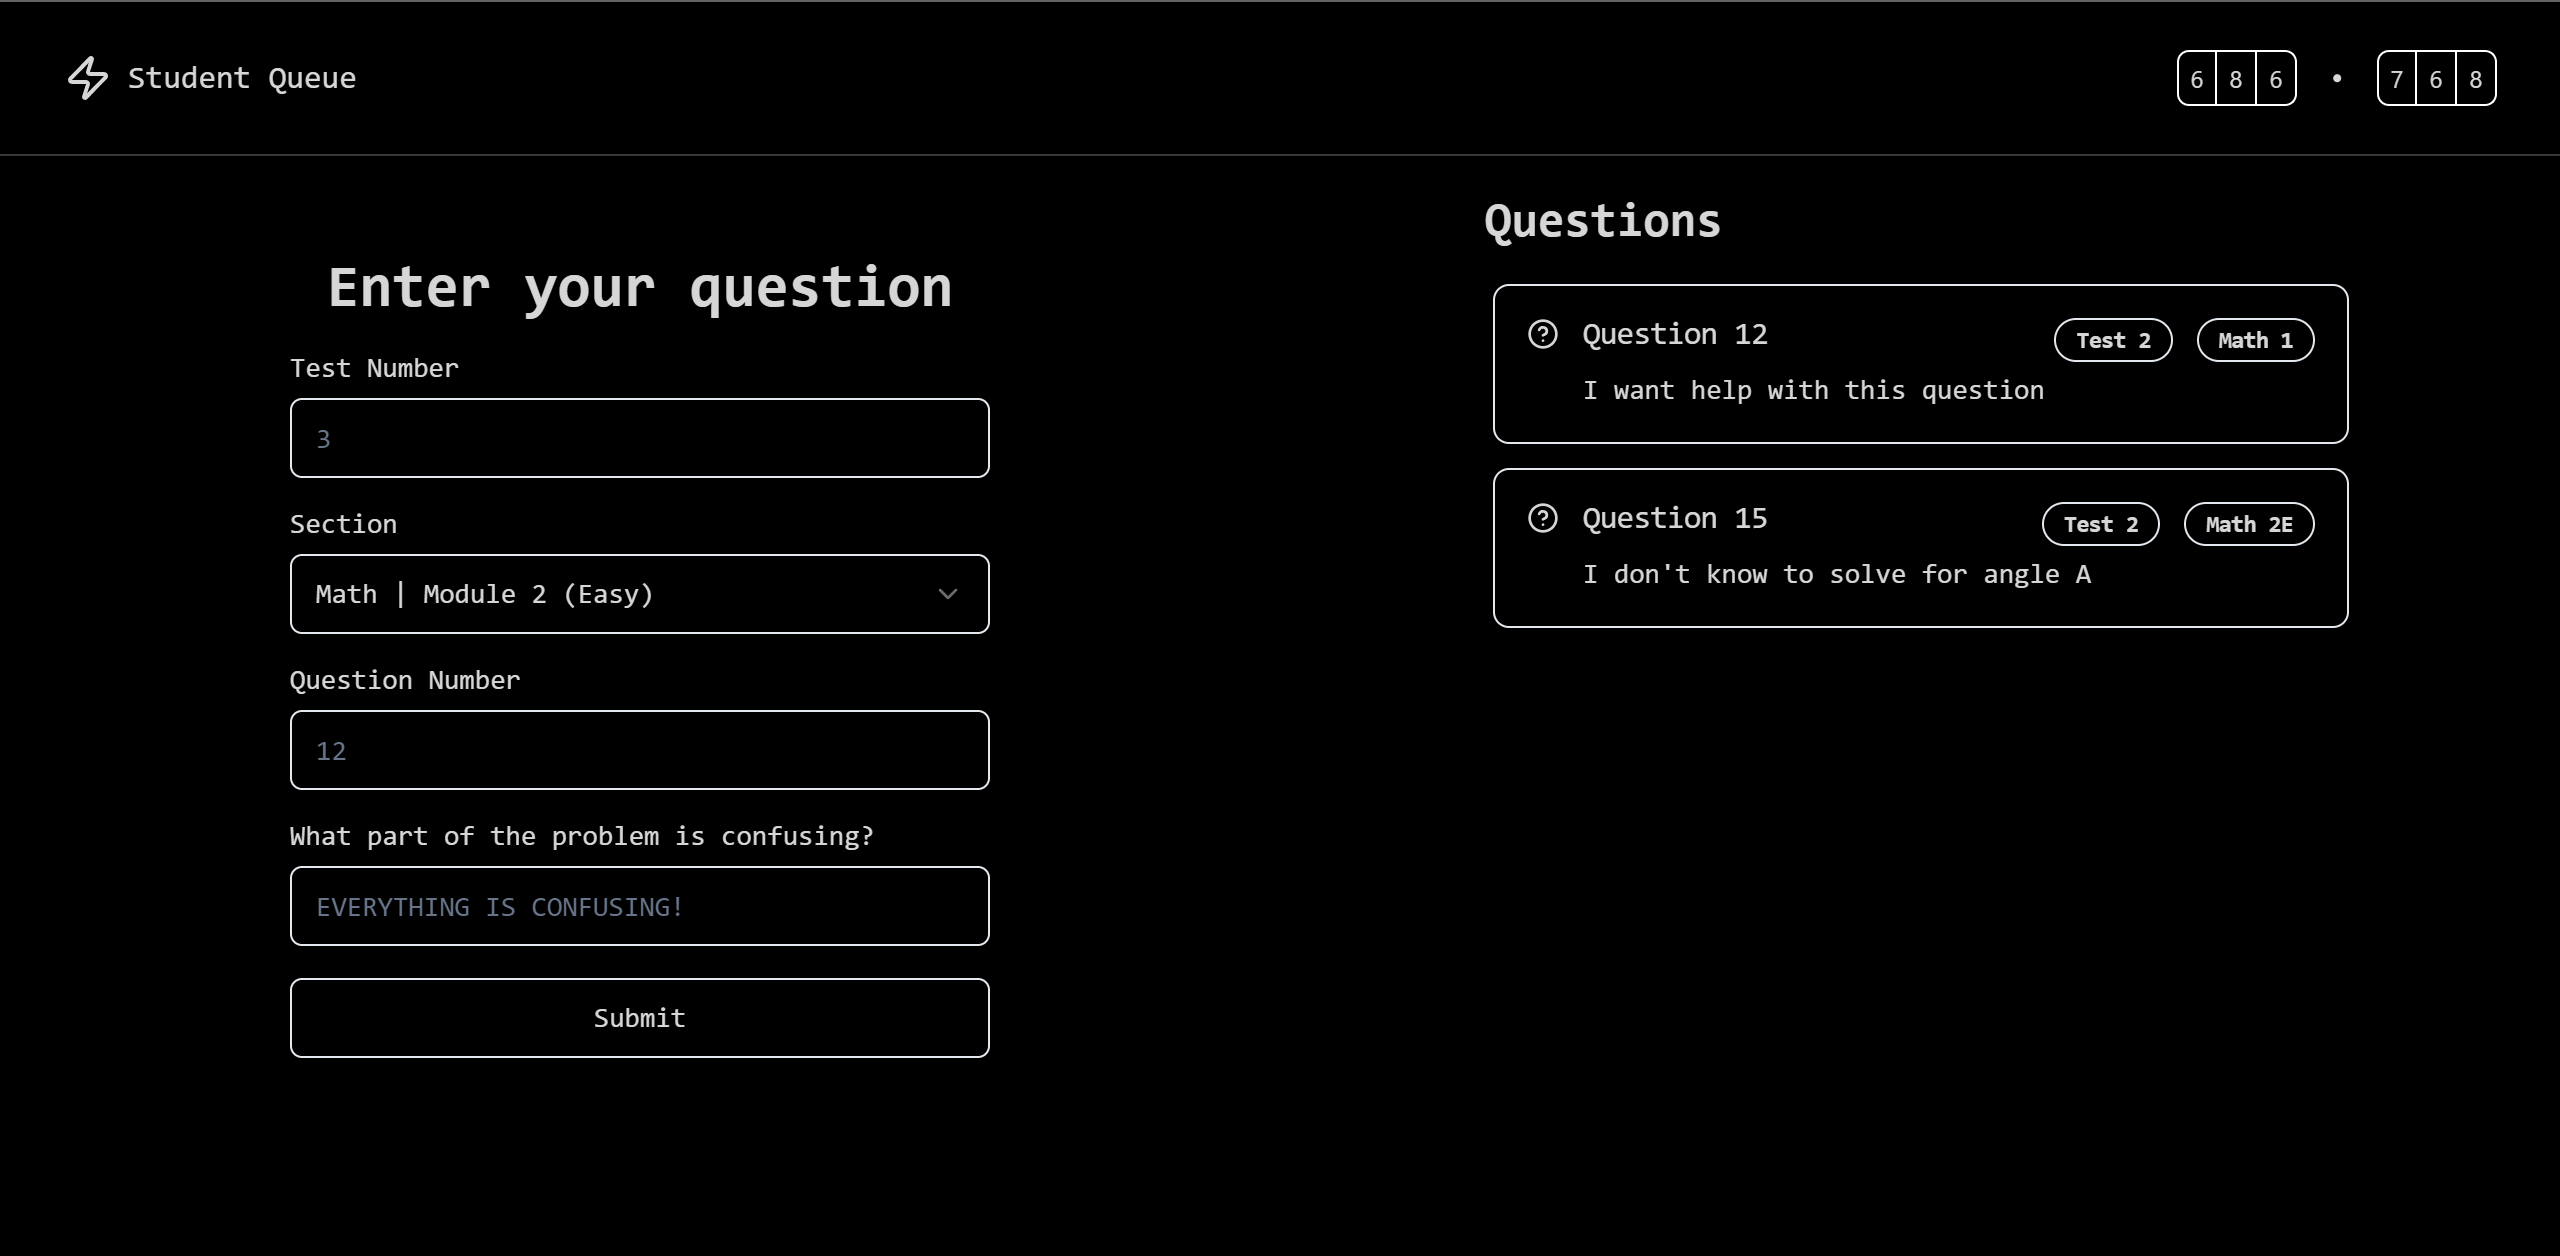 Student Queue
6 8 6 • 7 6 8
Enter your question
Test Number
3
Section
Math | Module 2 (Easy)
Question Number
12
What part of the problem is confusing?
EVERYTHING IS CONFUSING!
Submit
Questions
Question 12 Test 2 Math 1
I want help with this question
Question 15 Test 2 Math 2E
I don't know to solve for angle A